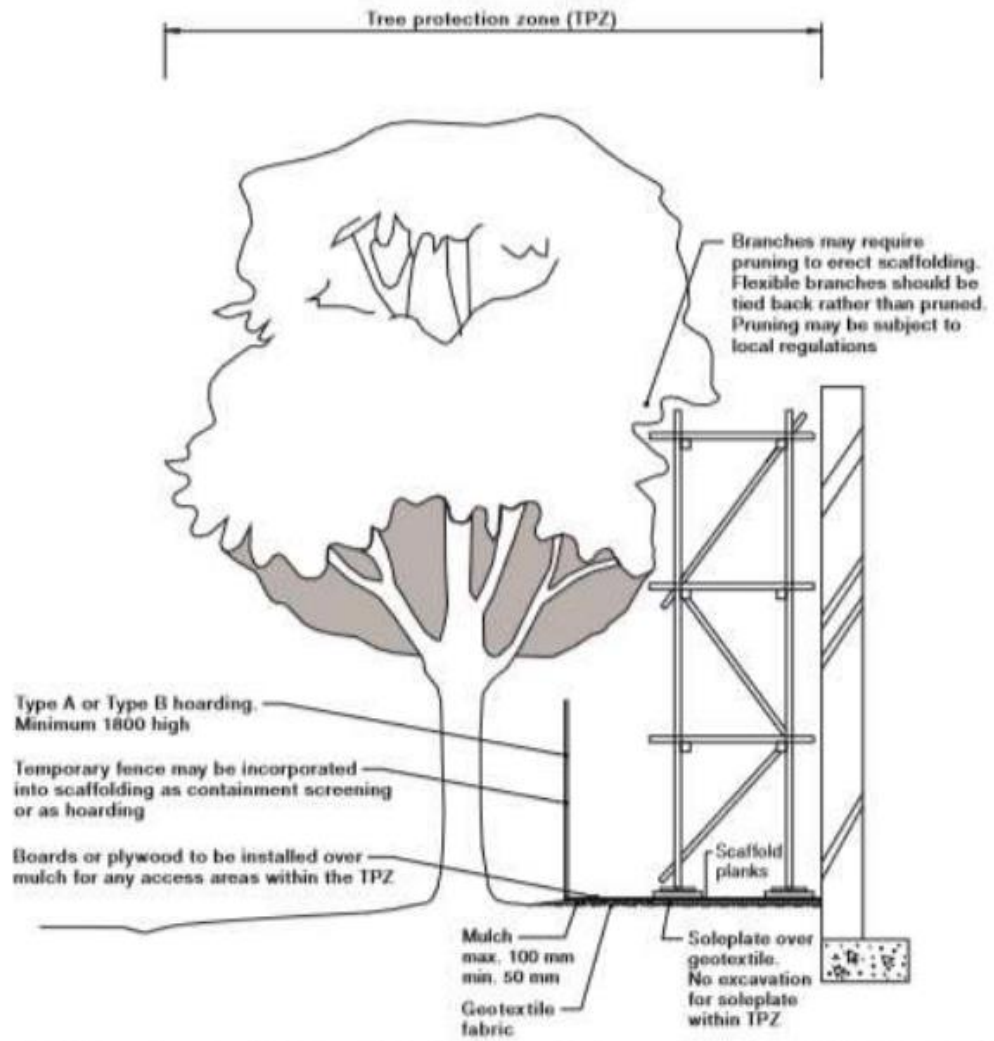 Tree protection zone (TPZ)
Branches may require
pruning to erect scaffolding.
Flexible branches should be
tied back rather than pruned.
Pruning may be subject to
local regulations
Type A or Type B hoarding.
Minimum 1800 high
Temporary fence may be incorporated
into scaffolding as containment screening
or as hoarding
Boards or plywood to be installed over
mulch for any access areas within the TPZ
Scaffold
planks
Mulch
max. 100 mm
min. 50 mm
Geotextile
fabric
Soleplate over
geotextile.
No excavation
for soleplate
within TPZ